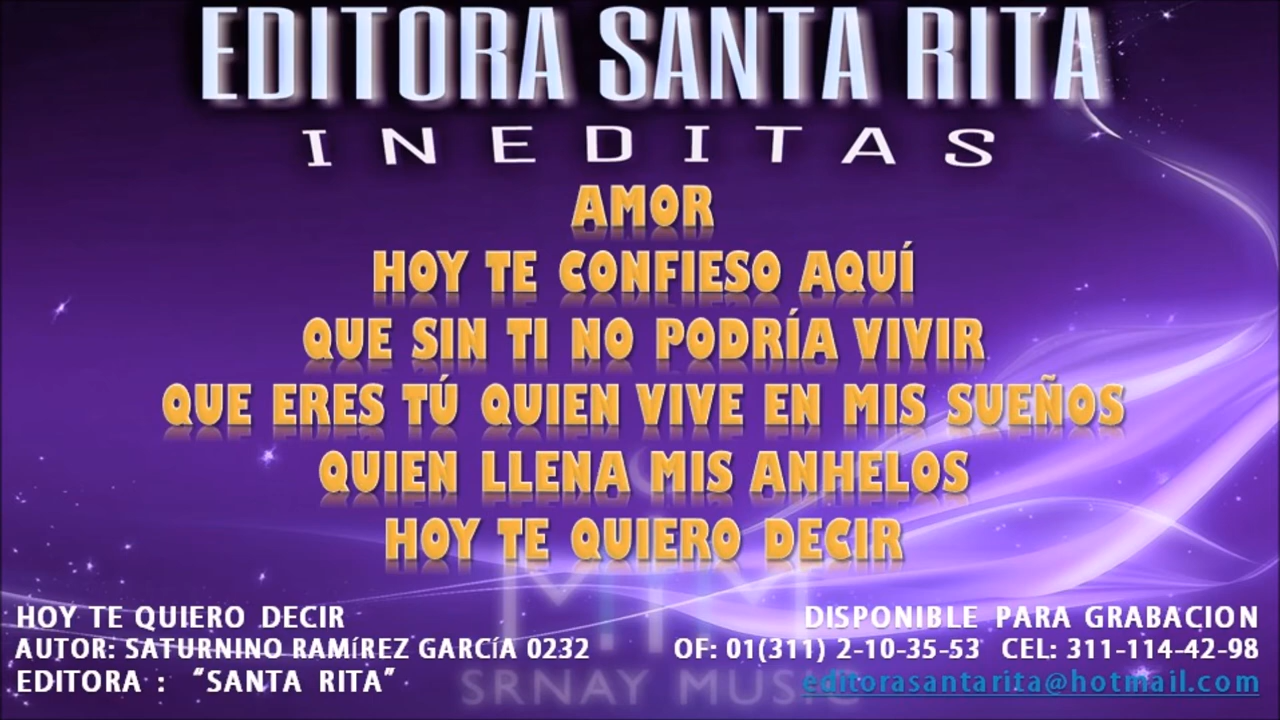 EDITORA SANTA RITA
INEDITAS
AMOR
HOY TE CONFIESO AQUÍ
QUE SIN TI NO PODRÍA VIVIR
QUE ERES TÚ QUIEN VIVE EN MIS SUEÑOS
QUIEN LLENA MIS ANHELOS
HOY TE QUIERO DECIR
HOY TE QUIERO DECIR
AUTOR: SATURNINO RAMíREZ GARCíA 0232
EDITORA : "SANTA RITA"
DISPONIBLE PARA GRABACION
OF: 01(311) 2-10-35-53 CEL: 311-114-42-98
editorasantarita@hotmail.com
SRNAY MUSIC